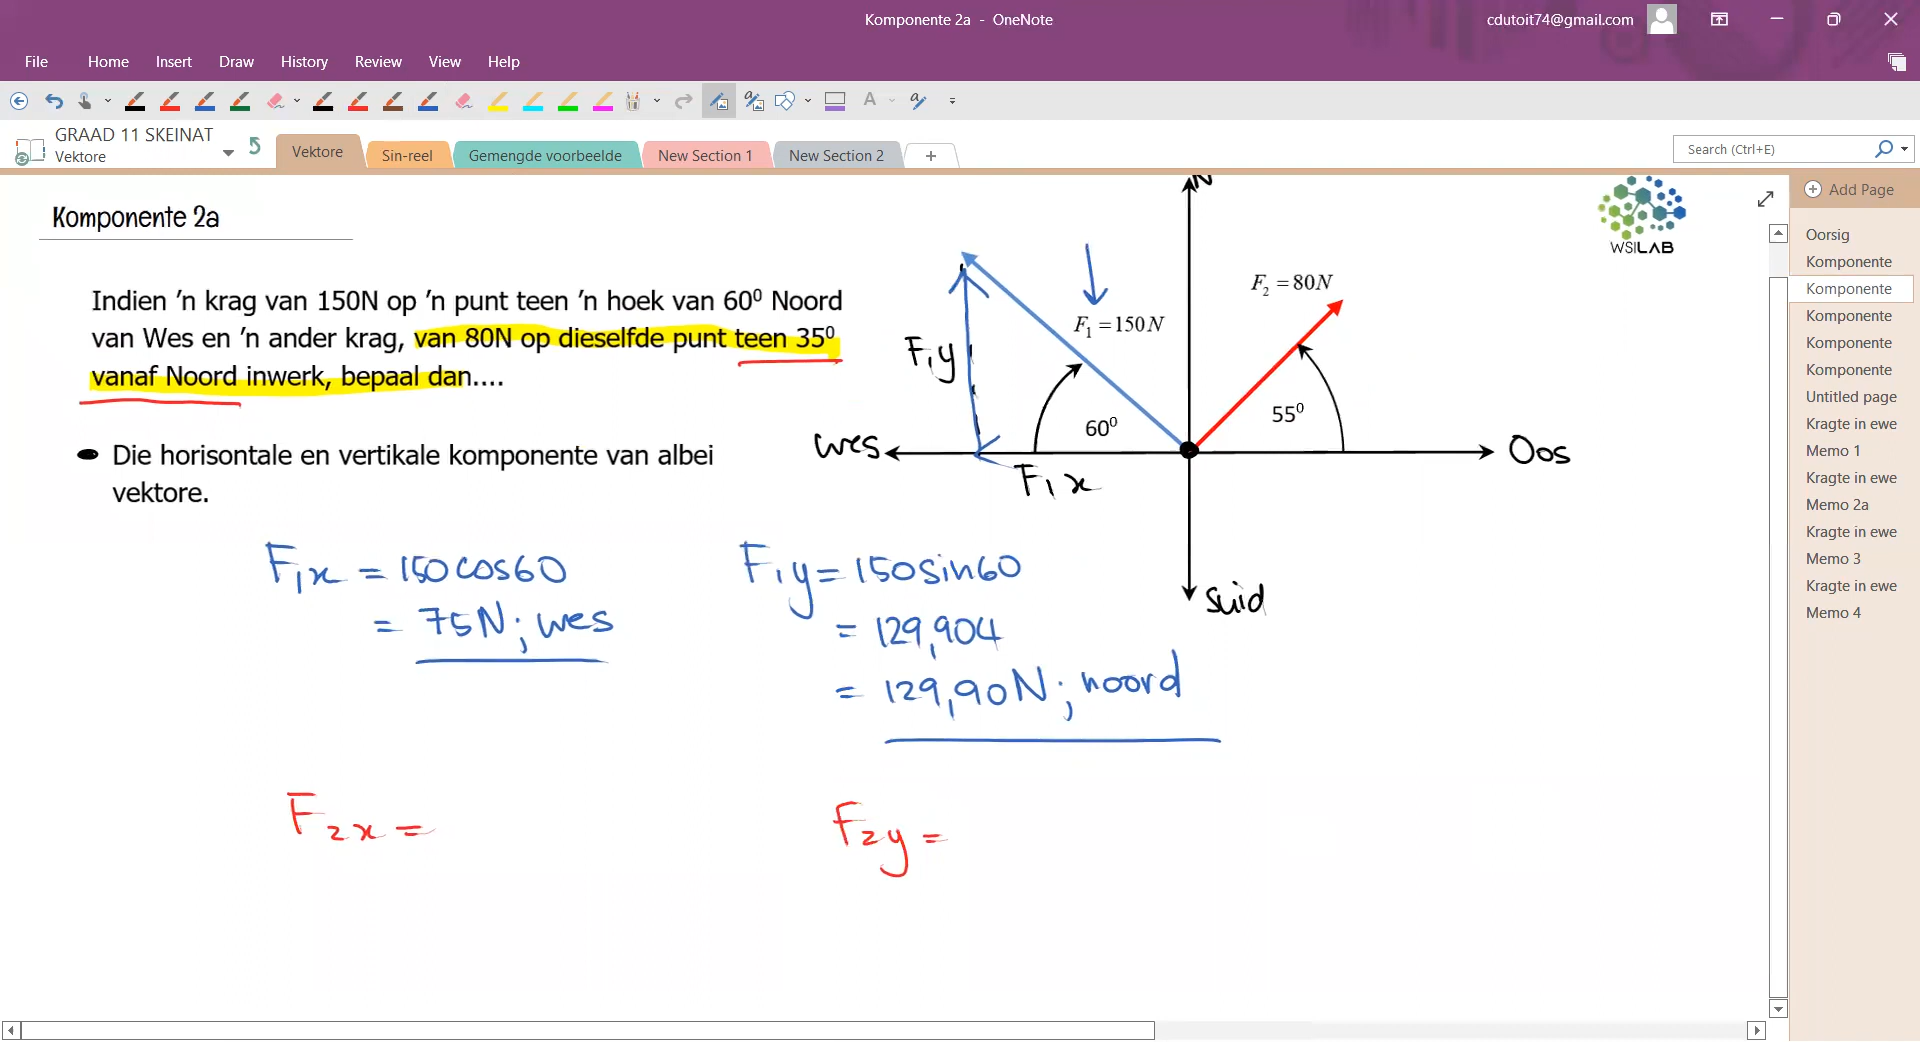 Komponente 2a - OneNote
cdutoit74@gmail.com
File Home Insert Draw History Review View Help
GRAAD 11 SKEINAT
Vektore
Vektore
Sin-reel
Gemengde voorbeelde
New Section 1
New Section 2
+
Search (Ctrl+E)
Komponente 2a
Indien 'n krag van 150N op 'n punt teen 'n hoek van 60⁰ Noord
van Wes en 'n ander krag, van 80N op dieselfde punt teen 35⁰
vanaf Noord inwerk, bepaal dan....
Die horisontale en vertikale komponente van albei
vektore.
N
F₁ = 150N
F₂ = 80N
F₁y
60⁰
55⁰
Wes
Oos
F₁x
Suid
F₁x = 150cos60
= 75N; wes
F₁y = 150sin60
= 129,904
= 129,90N; noord
F₂x =
F₂y =
WSILAB
Add Page
Oorsig
Komponente
Komponente
Komponente
Komponente
Komponente
Untitled page
Kragte in ewe
Memo 1
Kragte in ewe
Memo 2a
Kragte in ewe
Memo 3
Kragte in ewe
Memo 4